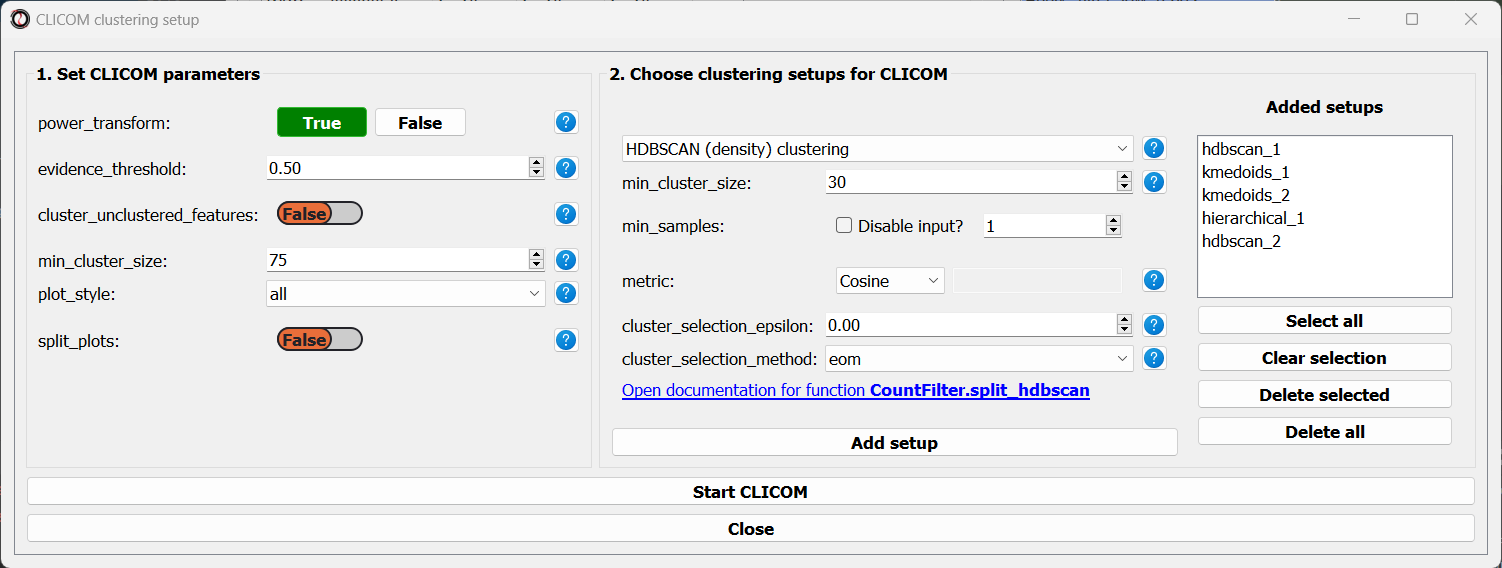 CLICOM clustering setup
1. Set CLICOM parameters
power_transform: True False ?
evidence_threshold: 0.50 ?
cluster_unclustered_features: False ?
min_cluster_size: 75 ?
plot_style: all ?
split_plots: False ?
2. Choose clustering setups for CLICOM
HDBSCAN (density) clustering ?
min_cluster_size: 30 ?
min_samples: Disable input? 1
metric: Cosine ?
cluster_selection_epsilon: 0.00 ?
cluster_selection_method: eom ?
Open documentation for function CountFilter.split_hdbscan
Add setup
Added setups
hdbscan_1
kmedoids_1
kmedoids_2
hierarchical_1
hdbscan_2
Select all
Clear selection
Delete selected
Delete all
Start CLICOM
Close